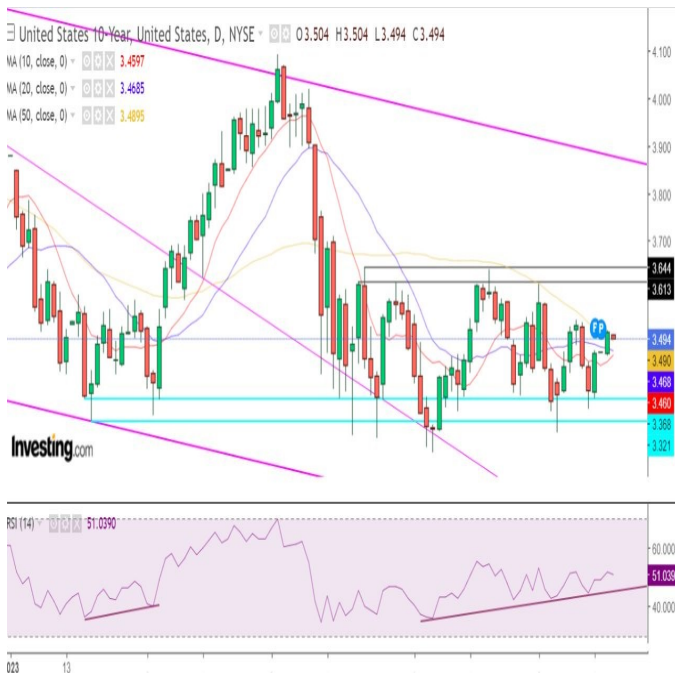 United States 10-Year, United States, D, NYSE O3.504 H3.504 L3.494 C3.494
MA (10, close, 0) 3.4597
MA (20, close, 0) 3.4685
MA (50, close, 0) 3.4895
4.100
4.000
3.900
3.800
3.700
3.644
3.613
3.494
3.490
3.468
3.460
3.368
3.321
F F
Investing.com
RSI (14) 51.0390
60.000
51.039
40.000
023 13